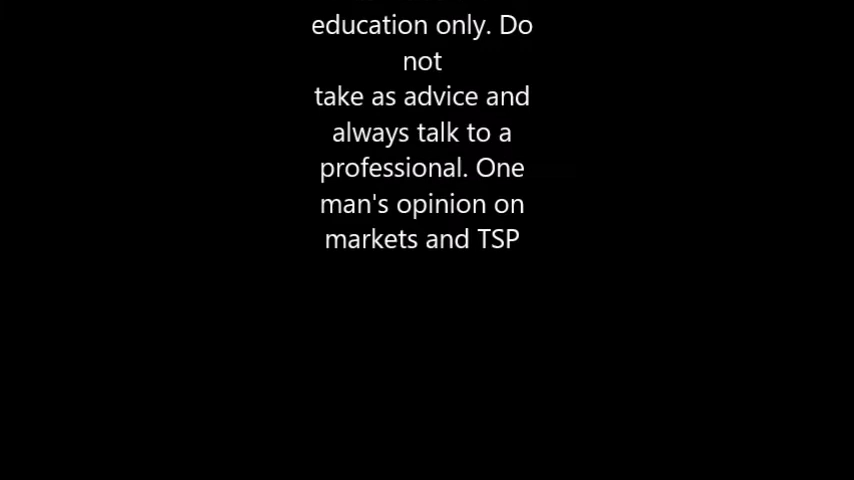 education only. Do
not
take as advice and
always talk to a
professional. One
man's opinion on
markets and TSP